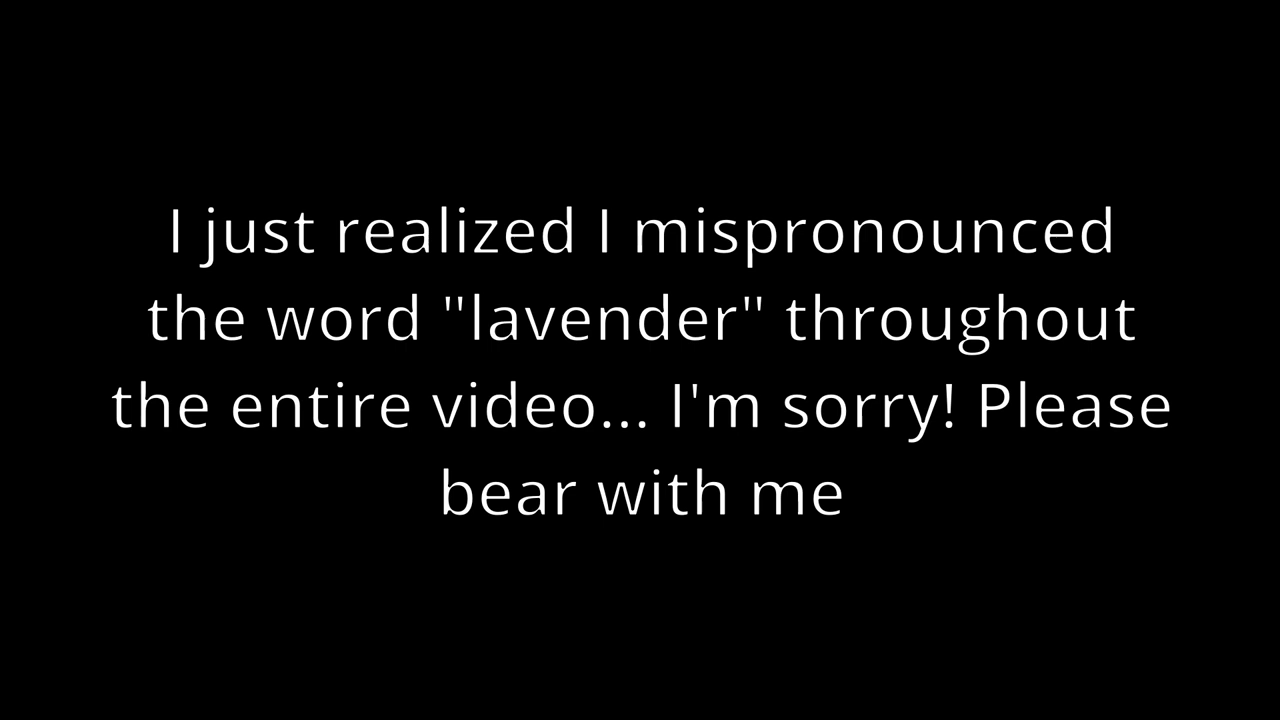 I just realized I mispronounced
the word "lavender" throughout
the entire video... I'm sorry! Please
bear with me